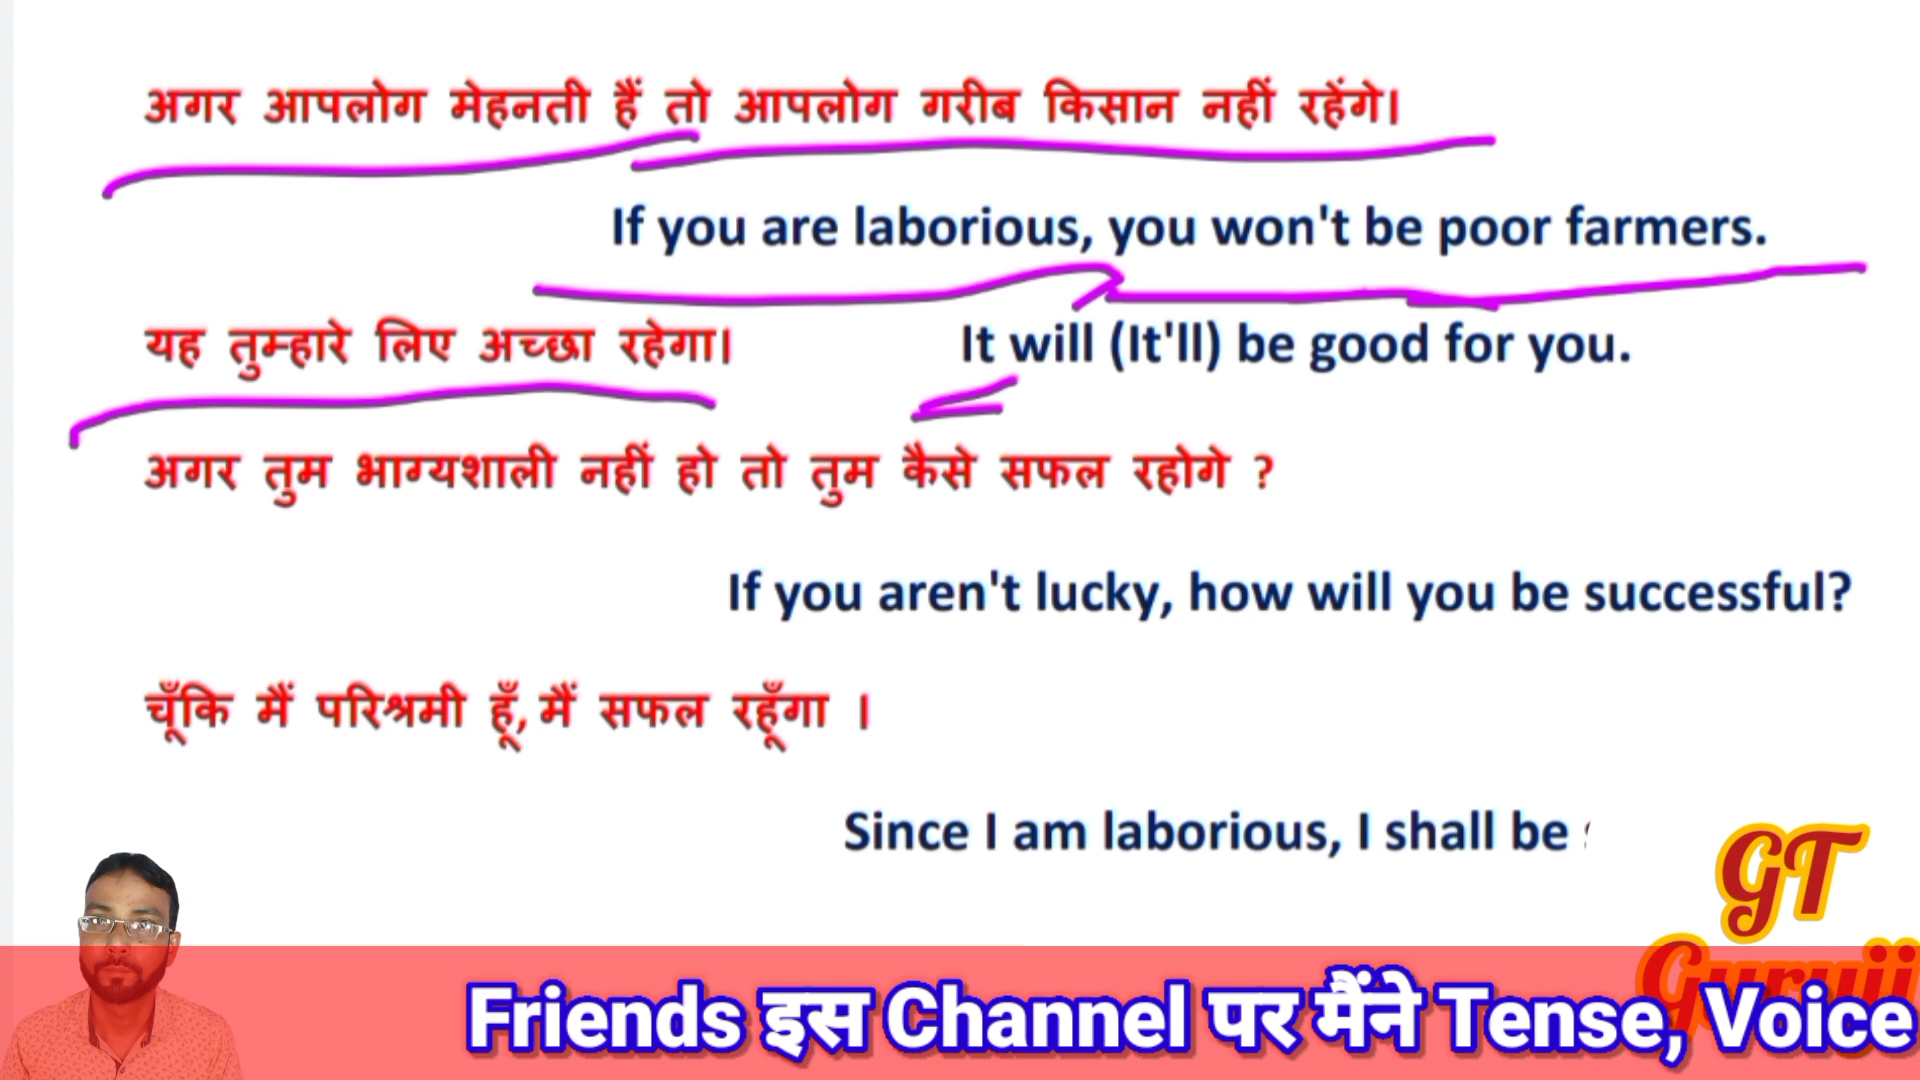 अगर आपलोग मेहनती हैं तो आपलोग गरीब किसान नहीं रहेंगे।
If you are laborious, you won't be poor farmers.
यह तुम्हारे लिए अच्छा रहेगा। It will (It'll) be good for you.
अगर तुम भाग्यशाली नहीं हो तो तुम कैसे सफल रहोगे ?
If you aren't lucky, how will you be successful?
चूँकि मैं परिश्रमी हूँ, मैं सफल रहूँगा ।
Since I am laborious, I shall be
GT
Guruji
Friends इस Channel पर मैंने Tense, Voice